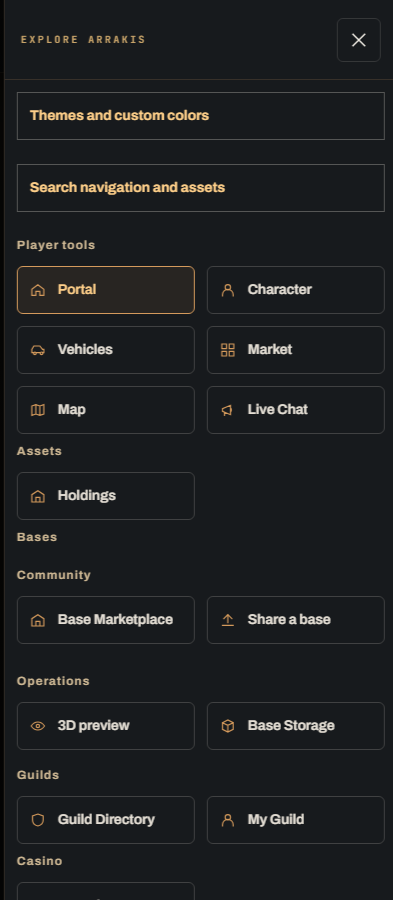 EXPLORE ARRAKIS
Themes and custom colors
Search navigation and assets
Player tools
Portal
Character
Vehicles
Market
Map
Live Chat
Assets
Holdings
Bases
Community
Base Marketplace
Share a base
Operations
3D preview
Base Storage
Guilds
Guild Directory
My Guild
Casino